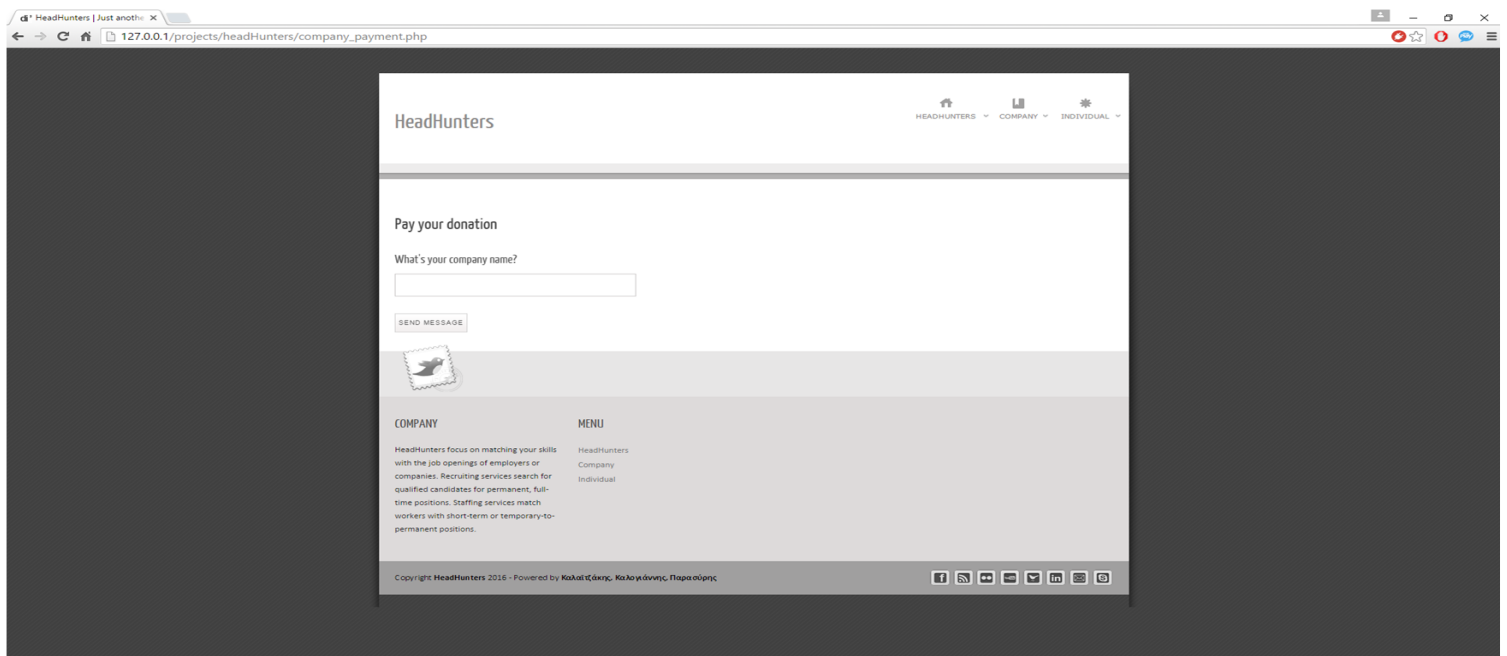 HeadHunters | Just anothe
127.0.0.1/projects/headHunters/company_payment.php
HeadHunters
HEADHUNTERS COMPANY INDIVIDUAL
Pay your donation
What's your company name?
SEND MESSAGE
COMPANY
HeadHunters focus on matching your skills
with the job openings of employers or
companies. Recruiting services search for
qualified candidates for permanent, full-
time positions. Staffing services match
workers with short-term or temporary-to-
permanent positions.
MENU
HeadHunters
Company
Individual
Copyright HeadHunters 2016 - Powered by Καλαϊτζάκης, Καλογιάννης, Παρασύρης